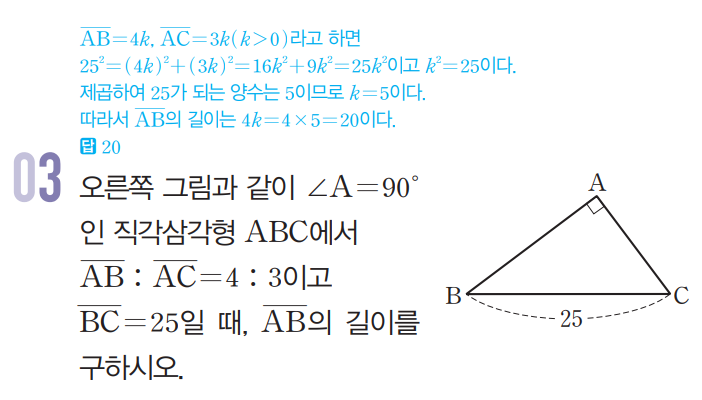 AB=4k, AC=3k(k>0)라고 하면
25²=(4k)²+(3k)²=16k²+9k²=25k²이고 k²=25이다.
제곱하여 25가 되는 양수는 5이므로 k=5이다.
따라서 AB의 길이는 4k=4×5=20이다.
답 20
03
오른쪽 그림과 같이 ∠A=90°
인 직각삼각형 ABC에서
AB : AC=4 : 3이고
BC=25일 때, AB의 길이를
구하시오.
A
B
C
25